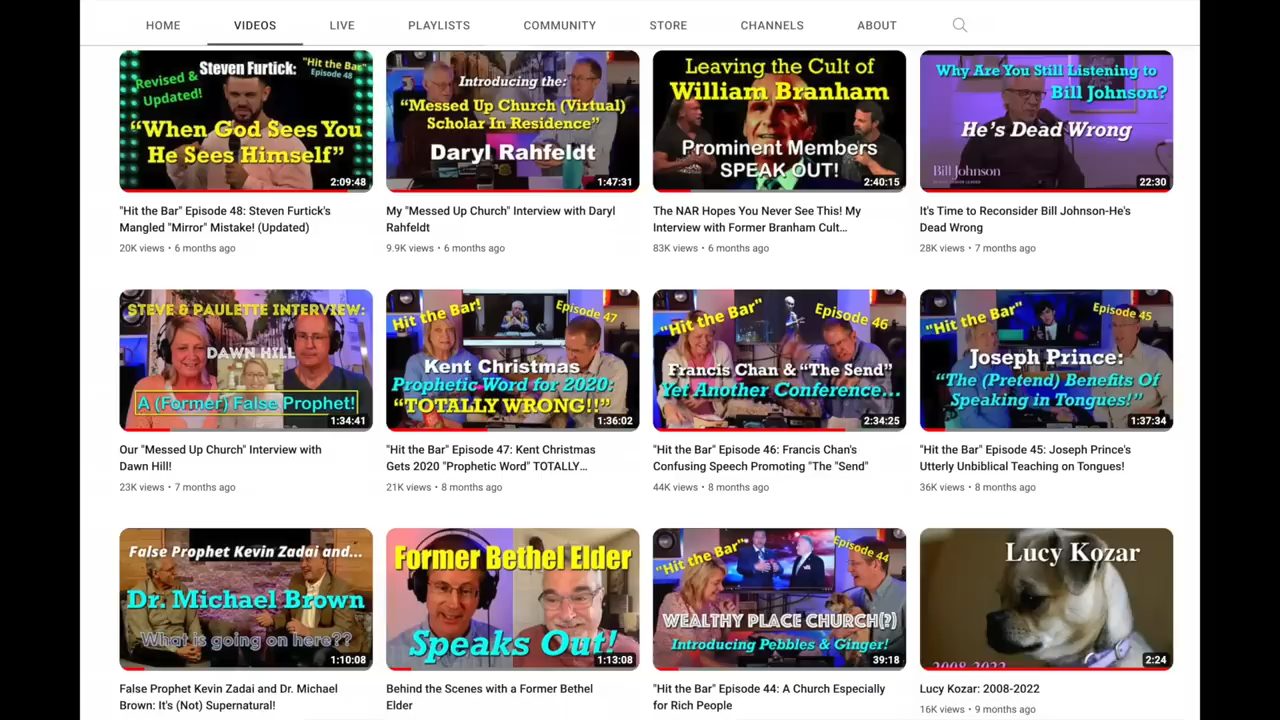 HOME VIDEOS LIVE PLAYLISTS COMMUNITY STORE CHANNELS ABOUT
Revised &
Updated!
Steven Furtick:
"Hit the Bar"
Episode 48
"When God Sees You
He Sees Himself"
2:09:48
"Hit the Bar" Episode 48: Steven Furtick's
Mangled "Mirror" Mistake! (Updated)
20K views • 6 months ago
Introducing the:
"Messed Up Church (Virtual)
Scholar In Residence"
Daryl Rahfeldt
1:47:31
My "Messed Up Church" Interview with Daryl
Rahfeldt
9.9K views • 6 months ago
Leaving the Cult of
William Branham
Prominent Members
SPEAK OUT!
2:40:15
The NAR Hopes You Never See This! My
Interview with Former Branham Cult...
83K views • 6 months ago
Why Are You Still Listening to
Bill Johnson?
He's Dead Wrong
Bill Johnson
22:30
It's Time to Reconsider Bill Johnson-He's
Dead Wrong
28K views • 7 months ago
STEVE & PAULETTE INTERVIEW:
DAWN HILL
A (Former) False Prophet!
1:34:41
Our "Messed Up Church" Interview with
Dawn Hill!
23K views • 7 months ago
Hit the Bar!
Episode 47
Kent Christmas
Prophetic Word for 2020:
"TOTALLY WRONG!!"
1:36:02
"Hit the Bar" Episode 47: Kent Christmas
Gets 2020 "Prophetic Word" TOTALLY...
21K views • 8 months ago
"Hit the Bar"
Episode 46
Francis Chan & "The Send"
Yet Another Conference...
2:34:25
"Hit the Bar" Episode 46: Francis Chan's
Confusing Speech Promoting "The "Send"
44K views • 8 months ago
"Hit the Bar"
Episode 45
Joseph Prince:
"The (Pretend) Benefits Of
Speaking in Tongues!"
1:37:34
"Hit the Bar" Episode 45: Joseph Prince's
Utterly Unbiblical Teaching on Tongues!
36K views • 8 months ago
False Prophet Kevin Zadai and...
Dr. Michael Brown
What is going on here??
1:10:08
False Prophet Kevin Zadai and Dr. Michael
Brown: It's (Not) Supernatural!
Former Bethel Elder
Speaks Out!
1:13:08
Behind the Scenes with a Former Bethel
Elder
"Hit the Bar"
Episode 44
WEALTHY PLACE CHURCH(?)
Introducing Pebbles & Ginger!
39:18
"Hit the Bar" Episode 44: A Church Especially
for Rich People
Lucy Kozar
2008-2022
2:24
Lucy Kozar: 2008-2022
16K views • 9 months ago